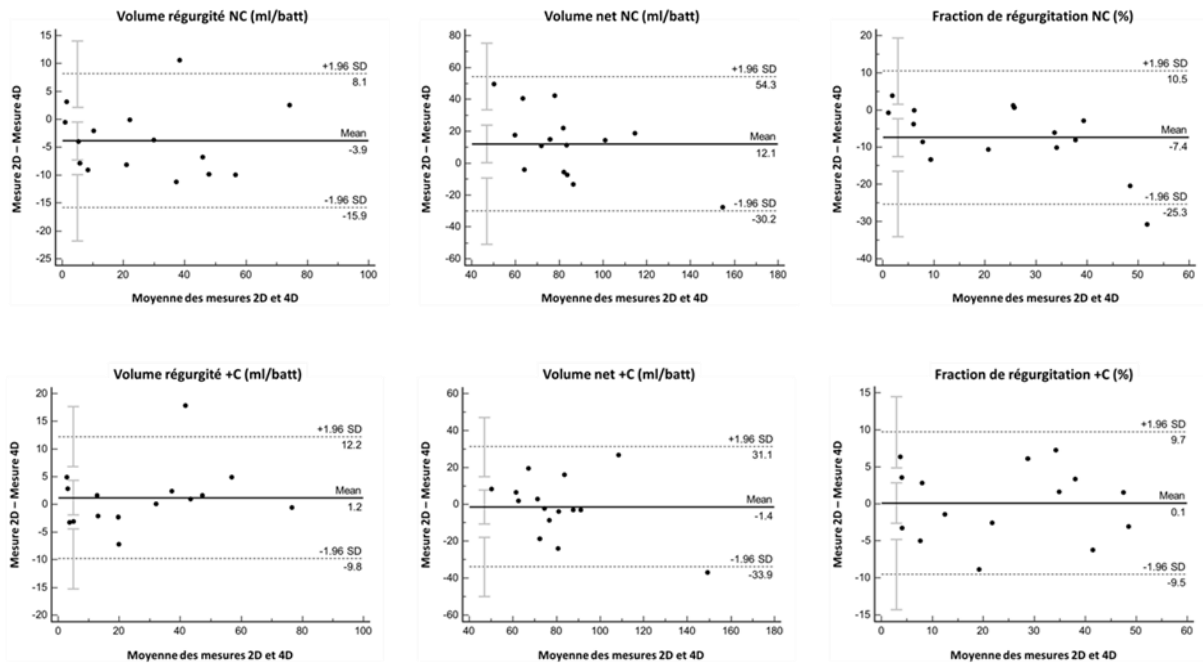 Volume régurgité NC (ml/batt)
15
10
5
0
-5
-10
-15
-20
-25
+1.96 SD
8.1
Mean
-3.9
-1.96 SD
-15.9
0
20
40
60
80
100
Mesure 2D – Mesure 4D
Moyenne des mesures 2D et 4D
Volume net NC (ml/batt)
80
60
40
20
0
-20
-40
-60
+1.96 SD
54.3
Mean
12.1
-1.96 SD
-30.2
40
60
80
100
120
140
160
180
Mesure 2D – Mesure 4D
Moyenne des mesures 2D et 4D
Fraction de régurgitation NC (%)
20
10
0
-10
-20
-30
-40
+1.96 SD
10.5
Mean
-7.4
-1.96 SD
-25.3
0
10
20
30
40
50
60
Mesure 2D – Mesure 4D
Moyenne des mesures 2D et 4D
Volume régurgité +C (ml/batt)
20
15
10
5
0
-5
-10
-15
-20
+1.96 SD
12.2
Mean
1.2
-1.96 SD
-9.8
0
20
40
60
80
100
Mesure 2D – Mesure 4D
Moyenne des mesures 2D et 4D
Volume net +C (ml/batt)
60
40
20
0
-20
-40
-60
+1.96 SD
31.1
Mean
-1.4
-1.96 SD
-33.9
40
60
80
100
120
140
160
180
Mesure 2D – Mesure 4D
Moyenne des mesures 2D et 4D
Fraction de régurgitation +C (%)
15
10
5
0
-5
-10
-15
+1.96 SD
9.7
Mean
0.1
-1.96 SD
-9.5
0
10
20
30
40
50
60
Mesure 2D – Mesure 4D
Moyenne des mesures 2D et 4D